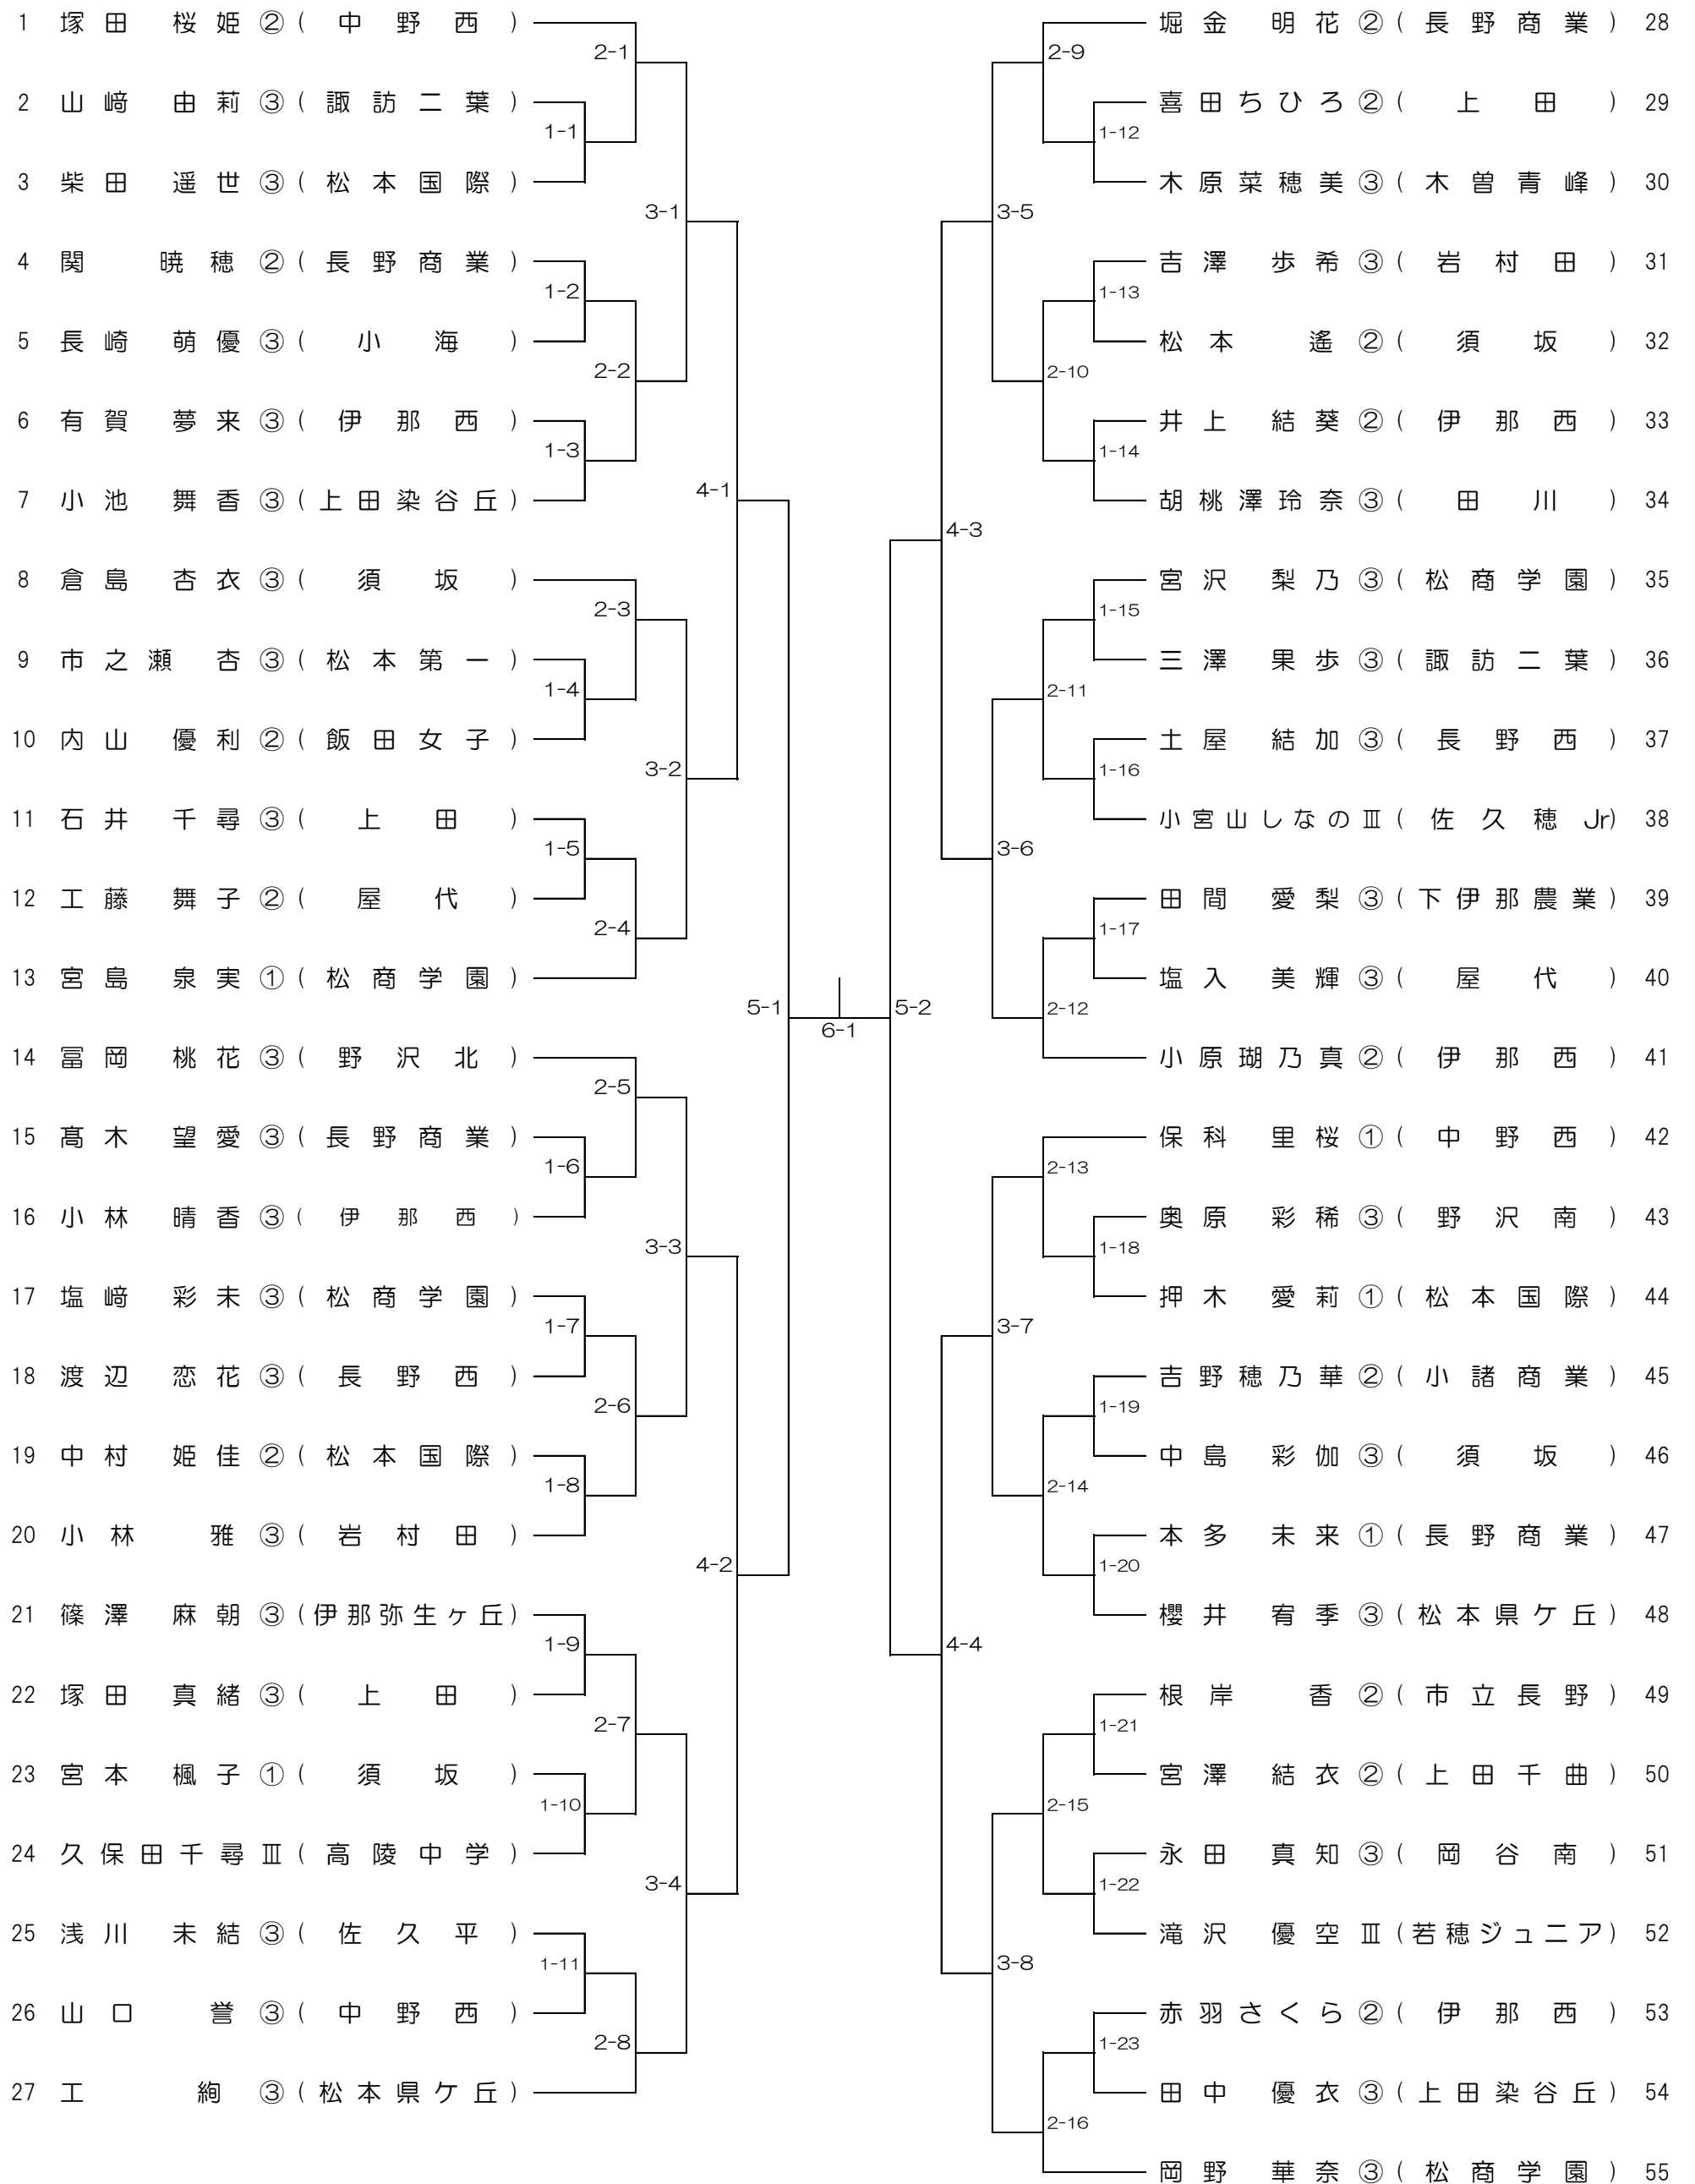 1 塚田 桜姫 ② ( 中野西 )
2-1
2 山﨑 由莉 ③ ( 諏訪二葉 )
1-1
3 柴田 遥世 ③ ( 松本国際 )
3-1
4 関 暁穂 ② ( 長野商業 )
1-2
5 長崎 萌優 ③ ( 小海 )
2-2
6 有賀 夢来 ③ ( 伊那西 )
1-3
7 小池 舞香 ③ ( 上田染谷丘 )
4-1
8 倉島 杏衣 ③ ( 須坂 )
2-3
9 市之瀬 杏 ③ ( 松本第一 )
1-4
10 内山 優利 ② ( 飯田女子 )
3-2
11 石井 千尋 ③ ( 上田 )
1-5
12 工藤 舞子 ② ( 屋代 )
2-4
13 宮島 泉実 ① ( 松商学園 )
5-1
14 冨岡 桃花 ③ ( 野沢北 )
2-5
15 髙木 望愛 ③ ( 長野商業 )
1-6
16 小林 晴香 ③ ( 伊那西 )
3-3
17 塩﨑 彩未 ③ ( 松商学園 )
1-7
18 渡辺 恋花 ③ ( 長野西 )
2-6
19 中村 姫佳 ② ( 松本国際 )
1-8
20 小林 雅 ③ ( 岩村田 )
4-2
21 篠澤 麻朝 ③ ( 伊那弥生ヶ丘 )
1-9
22 塚田 真緒 ③ ( 上田 )
2-7
23 宮本 楓子 ① ( 須坂 )
1-10
24 久保田千尋 Ⅲ ( 高陵中学 )
3-4
25 浅川 未結 ③ ( 佐久平 )
1-11
26 山口 誉 ③ ( 中野西 )
2-8
27 工 絢 ③ ( 松本県ケ丘 )
6-1
堀金 明花 ② ( 長野商業 ) 28
2-9
喜田ちひろ ② ( 上田 ) 29
1-12
木原菜穂美 ③ ( 木曽青峰 ) 30
3-5
吉澤 歩希 ③ ( 岩村田 ) 31
1-13
松本 遙 ② ( 須坂 ) 32
2-10
井上 結葵 ② ( 伊那西 ) 33
1-14
胡桃澤玲奈 ③ ( 田川 ) 34
4-3
宮沢 梨乃 ③ ( 松商学園 ) 35
1-15
三澤 果歩 ③ ( 諏訪二葉 ) 36
2-11
土屋 結加 ③ ( 長野西 ) 37
1-16
小宮山しなの Ⅲ ( 佐久穂Jr ) 38
3-6
田間 愛梨 ③ ( 下伊那農業 ) 39
1-17
塩入 美輝 ③ ( 屋代 ) 40
2-12
5-2
小原瑚乃真 ② ( 伊那西 ) 41
保科 里桜 ① ( 中野西 ) 42
2-13
奥原 彩稀 ③ ( 野沢南 ) 43
1-18
押木 愛莉 ① ( 松本国際 ) 44
3-7
吉野穂乃華 ② ( 小諸商業 ) 45
1-19
中島 彩伽 ③ ( 須坂 ) 46
2-14
本多 未来 ① ( 長野商業 ) 47
1-20
櫻井 宥季 ③ ( 松本県ケ丘 ) 48
4-4
根岸 香 ② ( 市立長野 ) 49
1-21
宮澤 結衣 ② ( 上田千曲 ) 50
2-15
永田 真知 ③ ( 岡谷南 ) 51
1-22
滝沢 優空 Ⅲ ( 若穂ジュニア ) 52
3-8
赤羽さくら ② ( 伊那西 ) 53
1-23
田中 優衣 ③ ( 上田染谷丘 ) 54
2-16
岡野 華奈 ③ ( 松商学園 ) 55